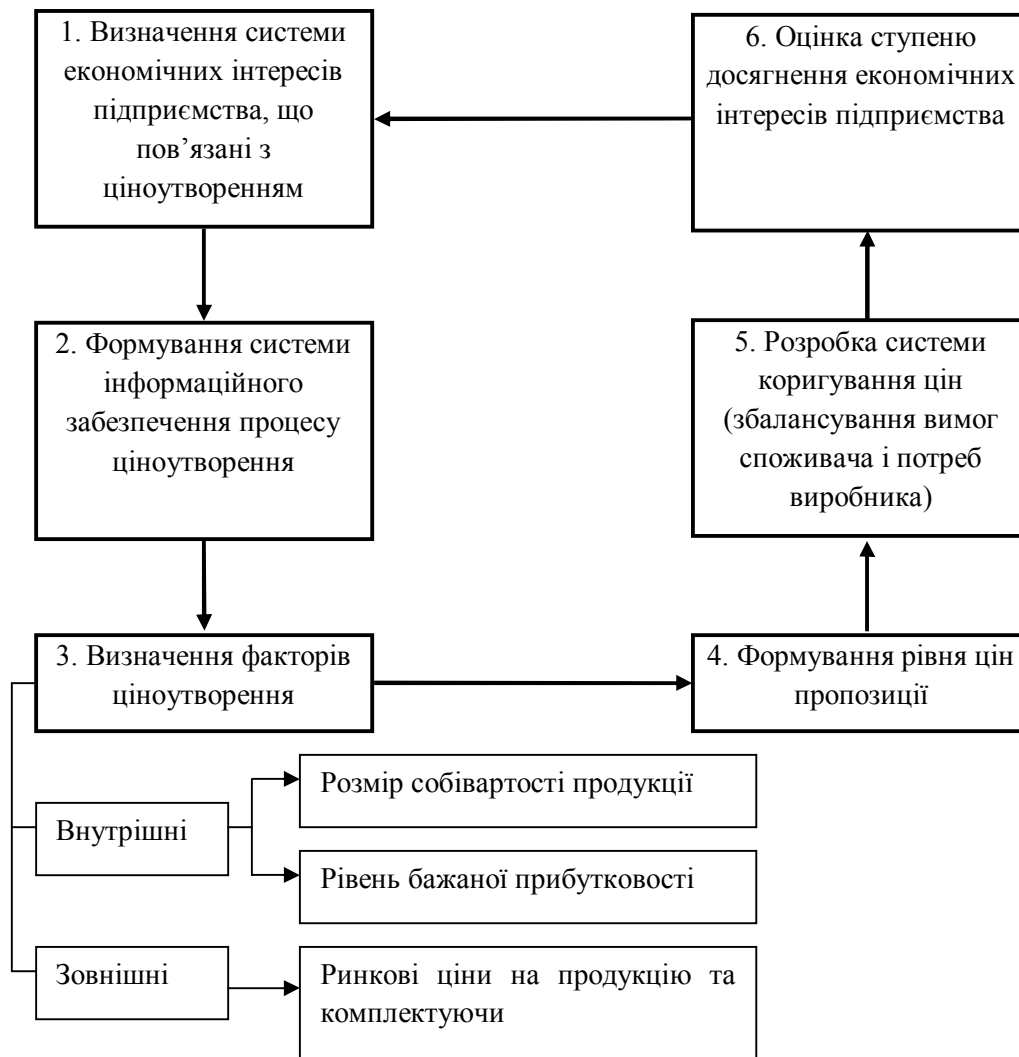 1. Визначення системи
економічних інтересів
підприємства, що
пов’язані з
ціноутворенням
6. Оцінка ступеню
досягнення економічних
інтересів підприємства
2. Формування системи
інформаційного
забезпечення процесу
ціноутворення
5. Розробка системи
коригування цін
(збалансування вимог
споживача і потреб
виробника)
3. Визначення факторів
ціноутворення
4. Формування рівня цін
пропозиції
Внутрішні
Розмір собівартості продукції
Рівень бажаної прибутковості
Зовнішні
Ринкові ціни на продукцію та
комплектуючи